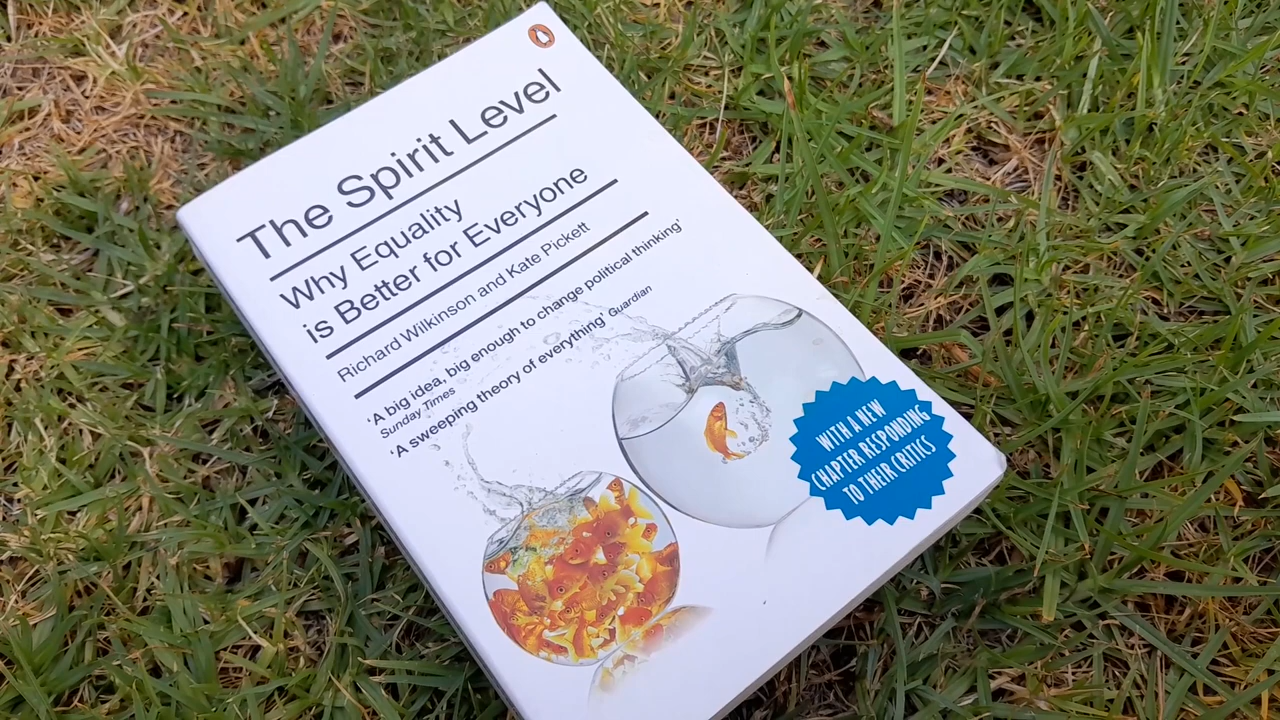 The Spirit Level
Why Equality
is Better for Everyone
Richard Wilkinson and Kate Pickett
‘A big idea, big enough to change political thinking’
Sunday Times
‘A sweeping theory of everything’ Guardian
WITH A NEW
CHAPTER RESPONDING
TO THEIR CRITICS